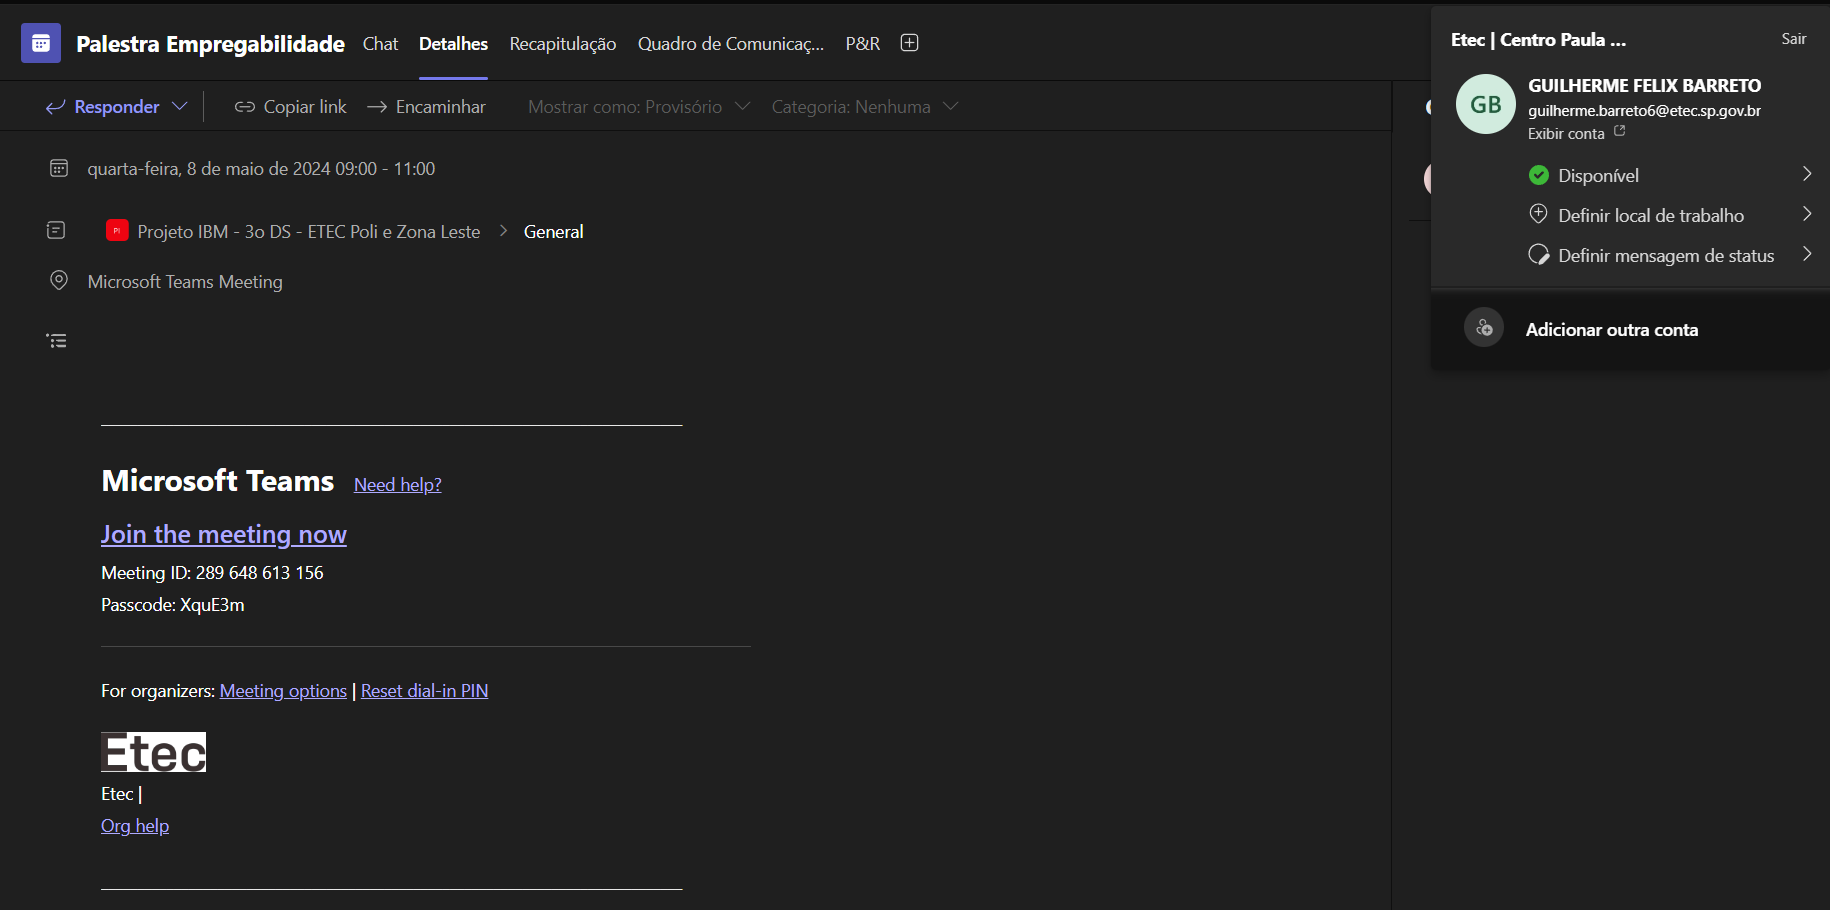 Palestra Empregabilidade
Chat
Detalhes
Recapitulação
Quadro de Comunicaç...
P&R
Responder
Copiar link
Encaminhar
Mostrar como: Provisório
Categoria: Nenhuma
quarta-feira, 8 de maio de 2024 09:00 - 11:00
PI
Projeto IBM - 3o DS - ETEC Poli e Zona Leste
General
Microsoft Teams Meeting
Microsoft Teams
Need help?
Join the meeting now
Meeting ID: 289 648 613 156
Passcode: XquE3m
For organizers: Meeting options | Reset dial-in PIN
Etec
Etec |
Org help
Etec | Centro Paula ...
Sair
GB
GUILHERME FELIX BARRETO
guilherme.barreto6@etec.sp.gov.br
Exibir conta
Disponível
Definir local de trabalho
Definir mensagem de status
Adicionar outra conta